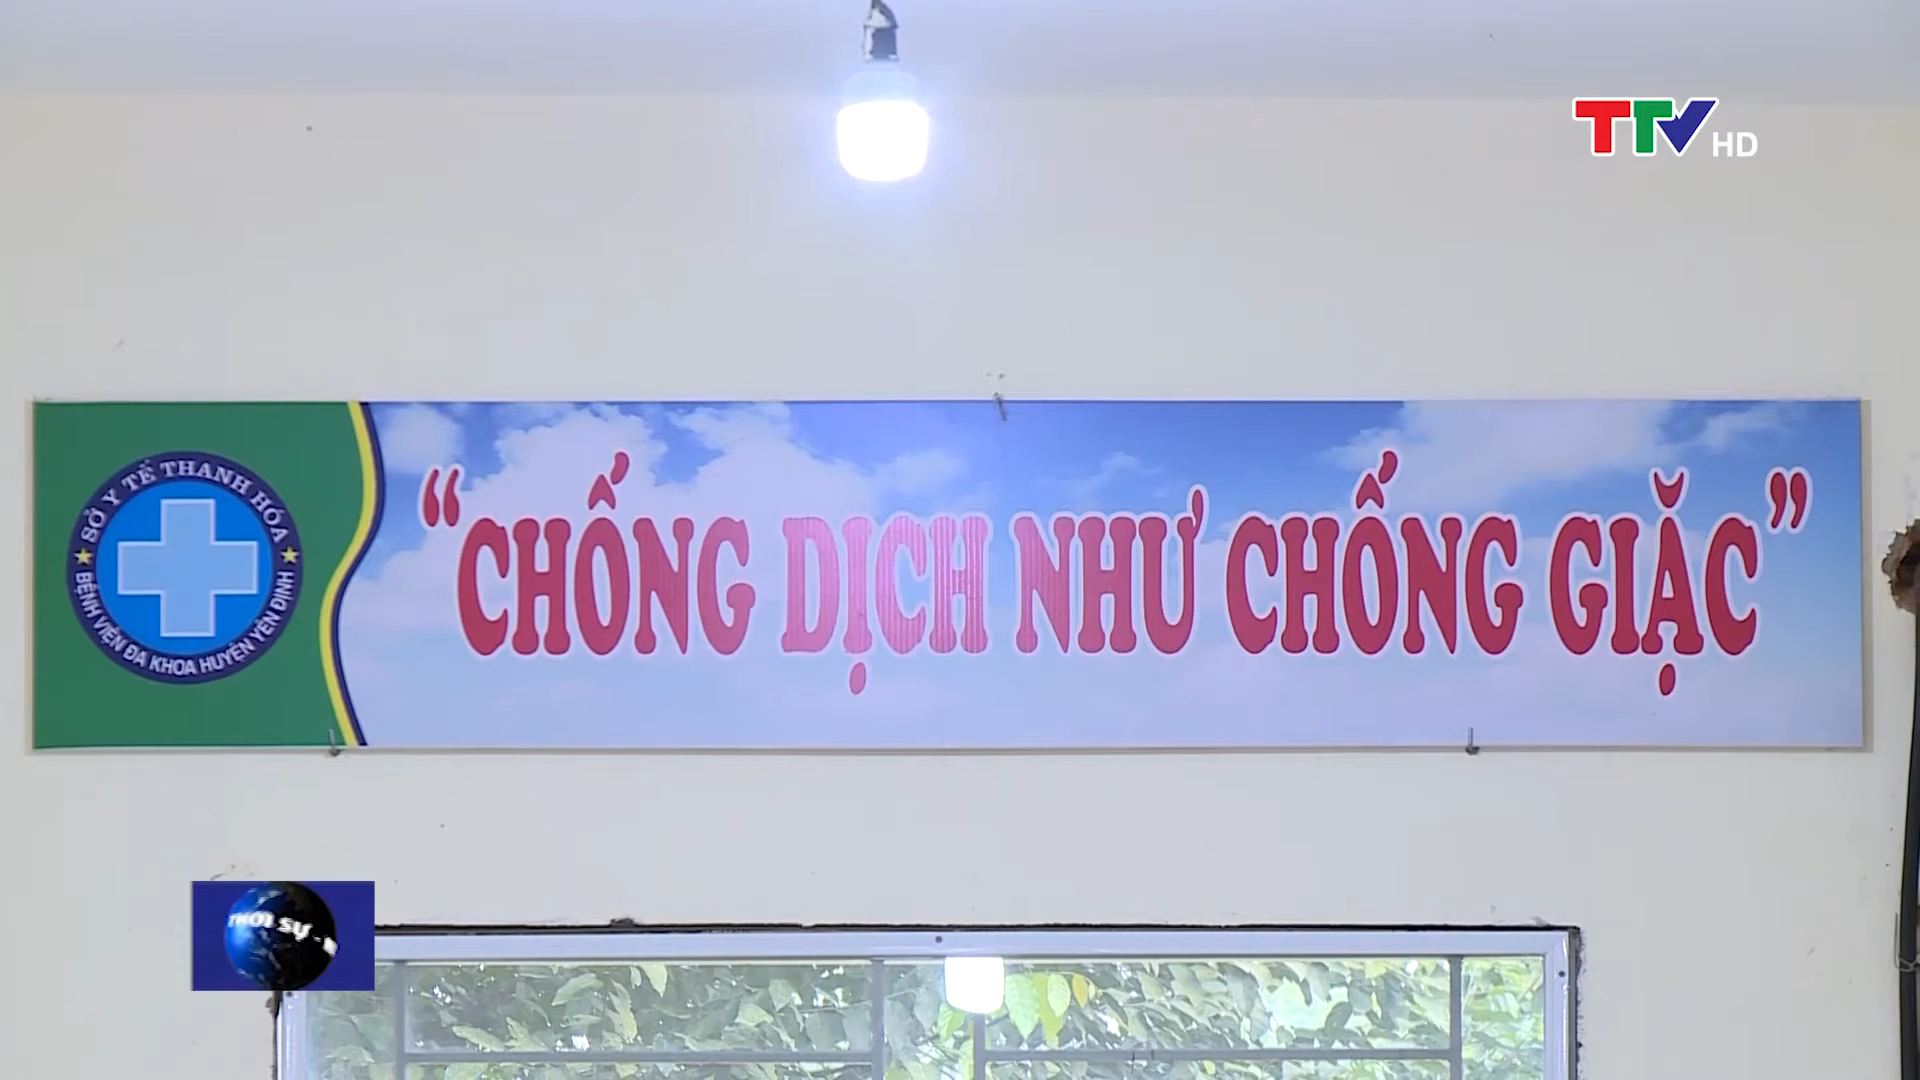 TTV HD
SỞ Y TẾ THANH HÓA
BỆNH VIỆN ĐA KHOA HUYỆN YÊN ĐỊNH
“CHỐNG DỊCH NHƯ CHỐNG GIẶC”
THỜI SỰ